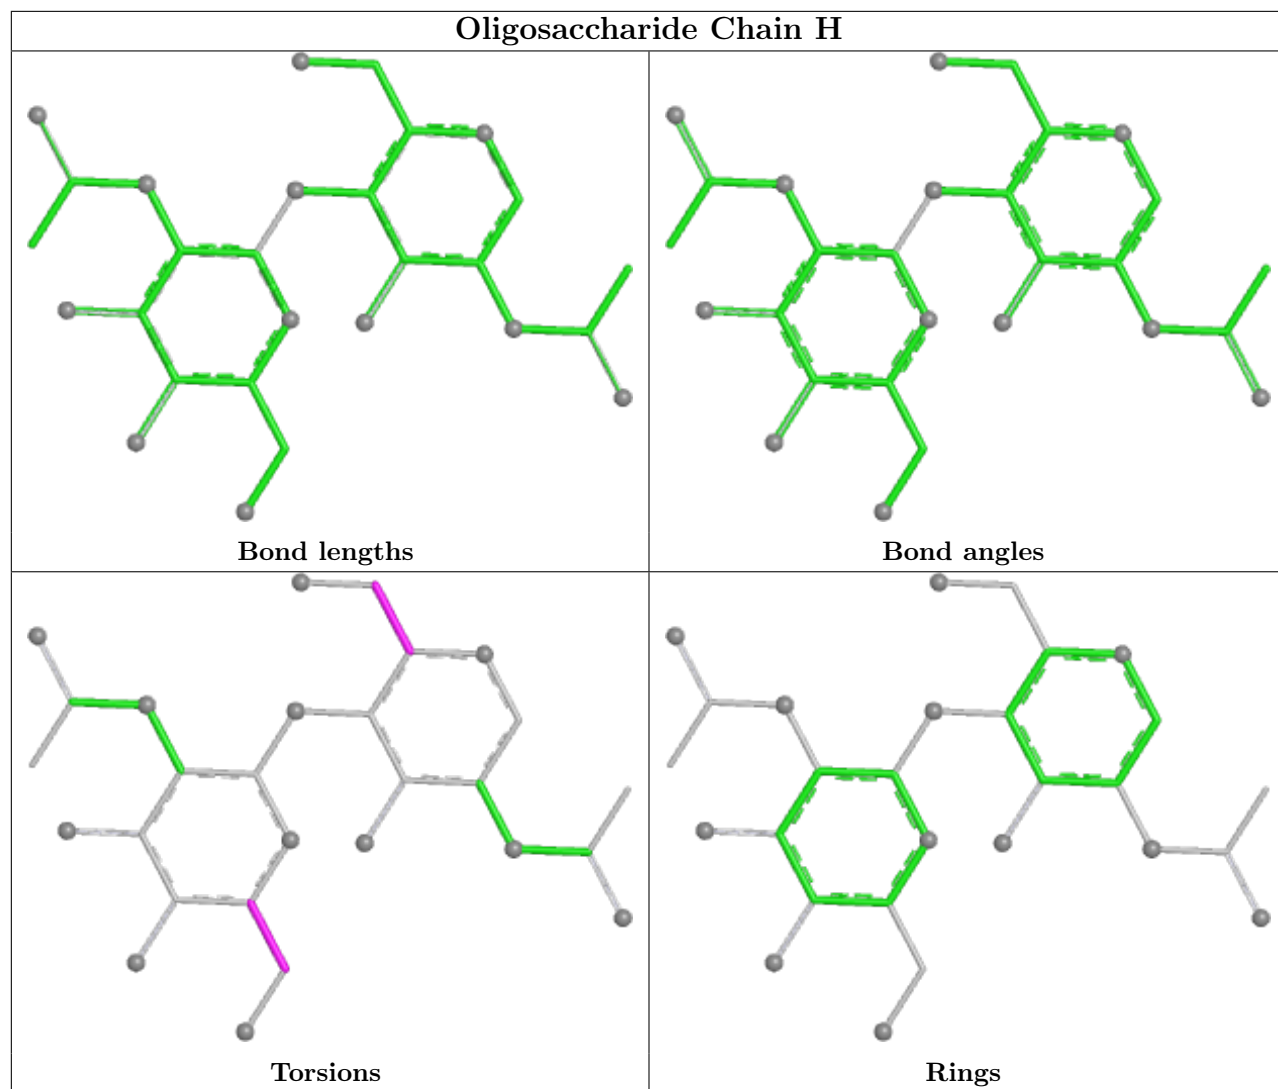 Oligosaccharide Chain H
Bond lengths
Bond angles
Torsions
Rings